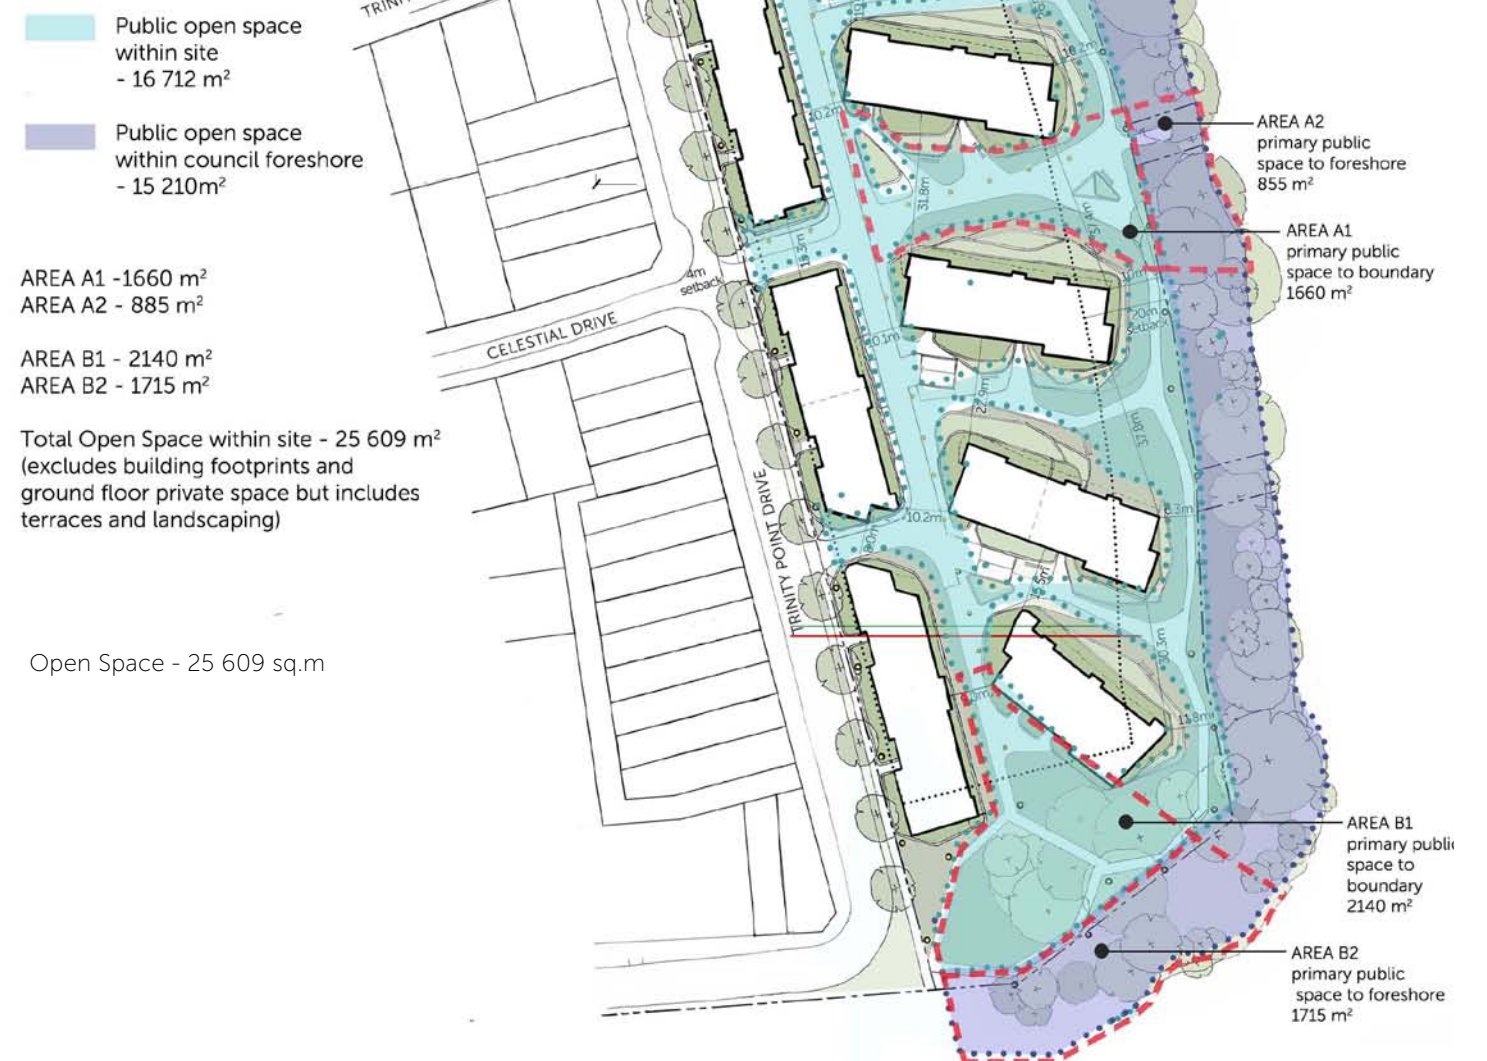 Public open space
within site
- 16 712 m²
Public open space
within council foreshore
- 15 210m²
AREA A1 -1660 m²
AREA A2 - 885 m²
AREA B1 - 2140 m²
AREA B2 - 1715 m²
Total Open Space within site - 25 609 m²
(excludes building footprints and
ground floor private space but includes
terraces and landscaping)
Open Space - 25 609 sq.m
4m
setback
CELESTIAL DRIVE
TRINITY POINT DRIVE
10.2m
31.8m
10.2m
20m
setback
37.8m
11.8m
AREA A2
primary public
space to foreshore
855 m²
AREA A1
primary public
space to boundary
1660 m²
AREA B1
primary public
space to
boundary
2140 m²
AREA B2
primary public
space to foreshore
1715 m²